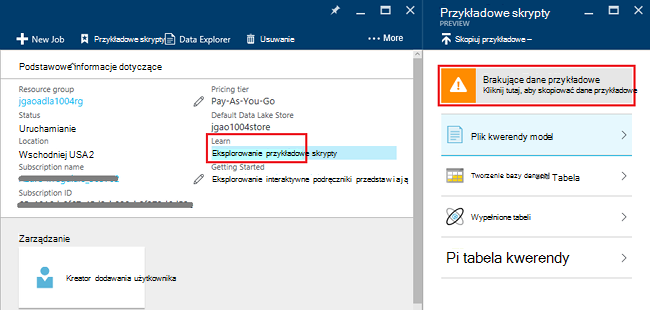 New Job
Przykładowe skrypty
Data Explorer
Usuwanie
More
Podstawowe informacje dotyczące
Resource group
jgaoadla1004rg
Status
Uruchamianie
Location
Wschodniej USA2
Subscription name
Subscription ID
Pricing tier
Pay-As-You-Go
Default Data Lake Store
jgao1004store
Learn
Eksplorowanie przykładowe skrypty
Getting Started
Eksplorowanie interaktywne podręczniki przedstawiają
Zarządzanie
Kreator dodawania użytkownika
Przykładowe skrypty
PREVIEW
Skopiuj przykładowe –
Brakujące dane przykładowe
Kliknij tutaj, aby skopiować dane przykładowe
Plik kwerendy model
Tworzenie bazy danych Tabela
Wypełnione tabeli
Pi tabela kwerendy